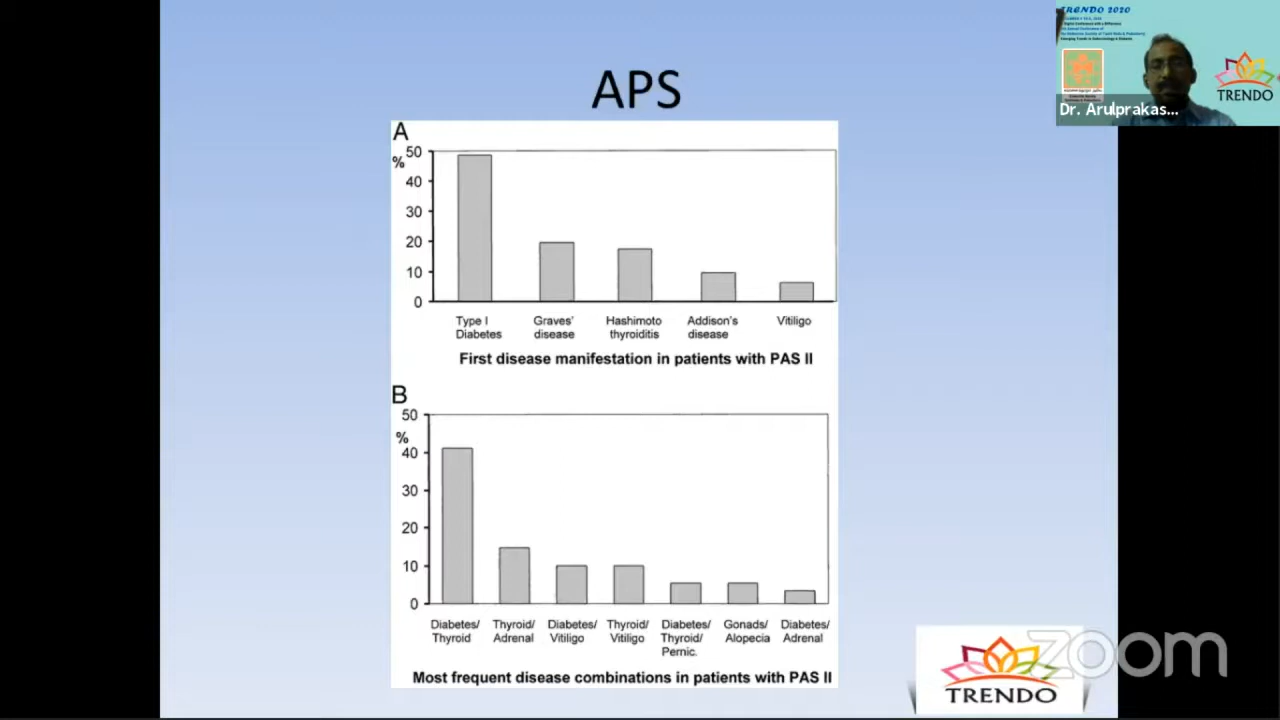 APS
A
50
%
40
30
20
10
0
Type I
Diabetes
Graves'
disease
Hashimoto
thyroiditis
Addison's
disease
Vitiligo
First disease manifestation in patients with PAS II
B
50
%
40
30
20
10
0
Diabetes/
Thyroid
Thyroid/
Adrenal
Diabetes/
Vitiligo
Thyroid/
Vitiligo
Diabetes/
Thyroid/
Pernic.
Gonads/
Alopecia
Diabetes/
Adrenal
Most frequent disease combinations in patients with PAS II
TRENDO 2020
TRENDO
Dr. Arulprakas...
zoom
TRENDO